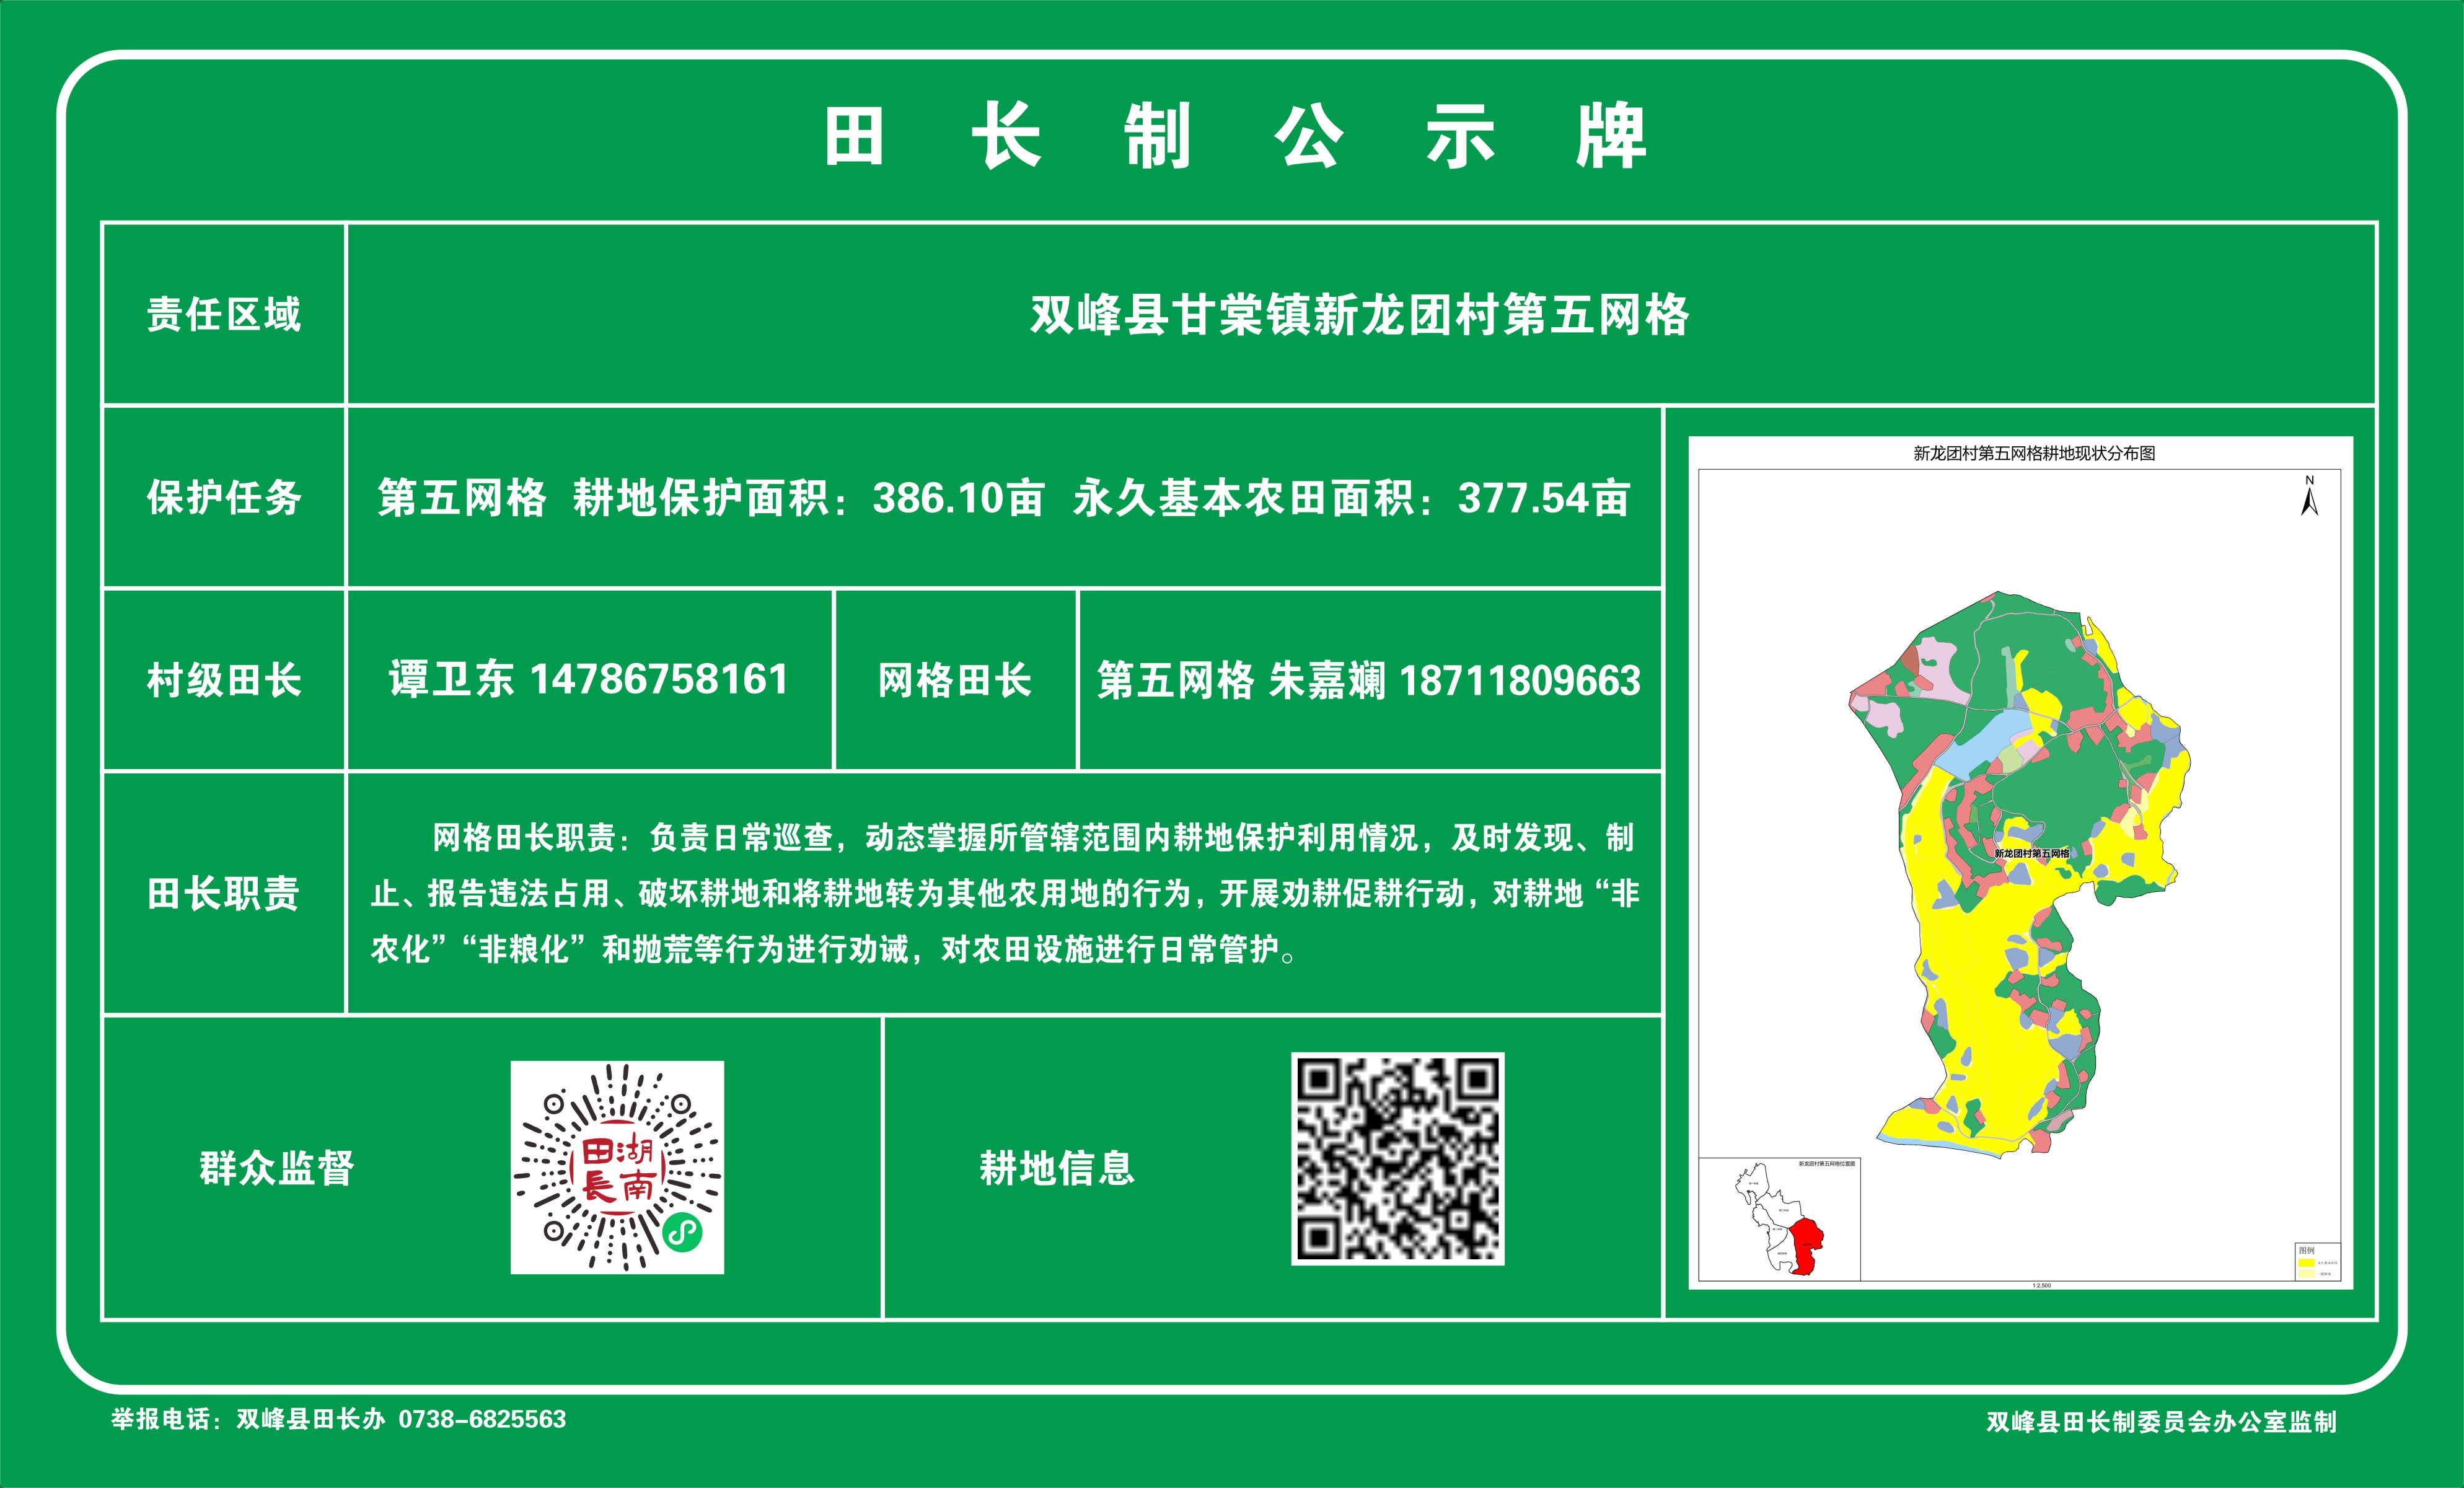 田长制公示牌
责任区域
双峰县甘棠镇新龙团村第五网格
保护任务
第五网格 耕地保护面积：386.10亩 永久基本农田面积：377.54亩
村级田长
谭卫东 14786758161
网格田长
第五网格 朱嘉斓 18711809663
田长职责
网格田长职责：负责日常巡查，动态掌握所管辖范围内耕地保护利用情况，及时发现、制
止、报告违法占用、破坏耕地和将耕地转为其他农用地的行为，开展劝耕促耕行动，对耕地“非
农化”“非粮化”和抛荒等行为进行劝诫，对农田设施进行日常管护。
群众监督
田湖
長南
耕地信息
新龙团村第五网格耕地现状分布图
N
新龙团村第五网格
新龙团村第五网格位置图
图例
1:2,500
举报电话：双峰县田长办 0738-6825563
双峰县田长制委员会办公室监制